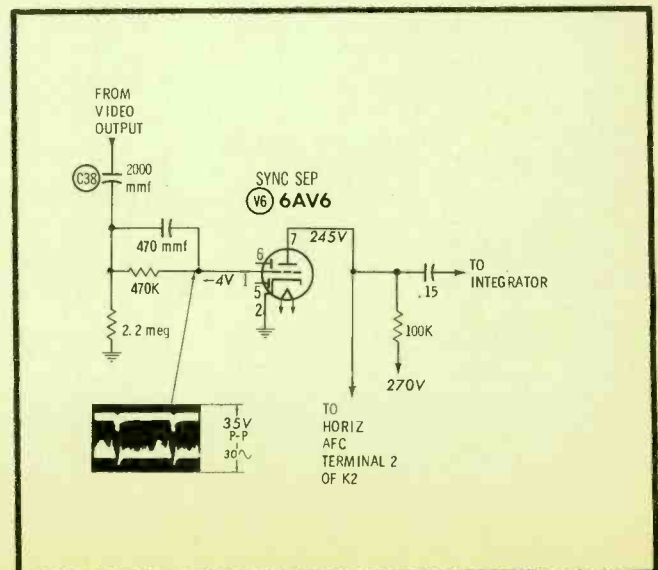 FROM
VIDEO
OUTPUT
C38
2000
mmf
470 mmf
470K
2.2 meg
-4V
SYNC SEP
V6 6AV6
7
6
1
5
2
245V
.15
TO
INTEGRATOR
100K
270V
TO
HORIZ
AFC
TERMINAL 2
OF K2
35V
P-P
30∿